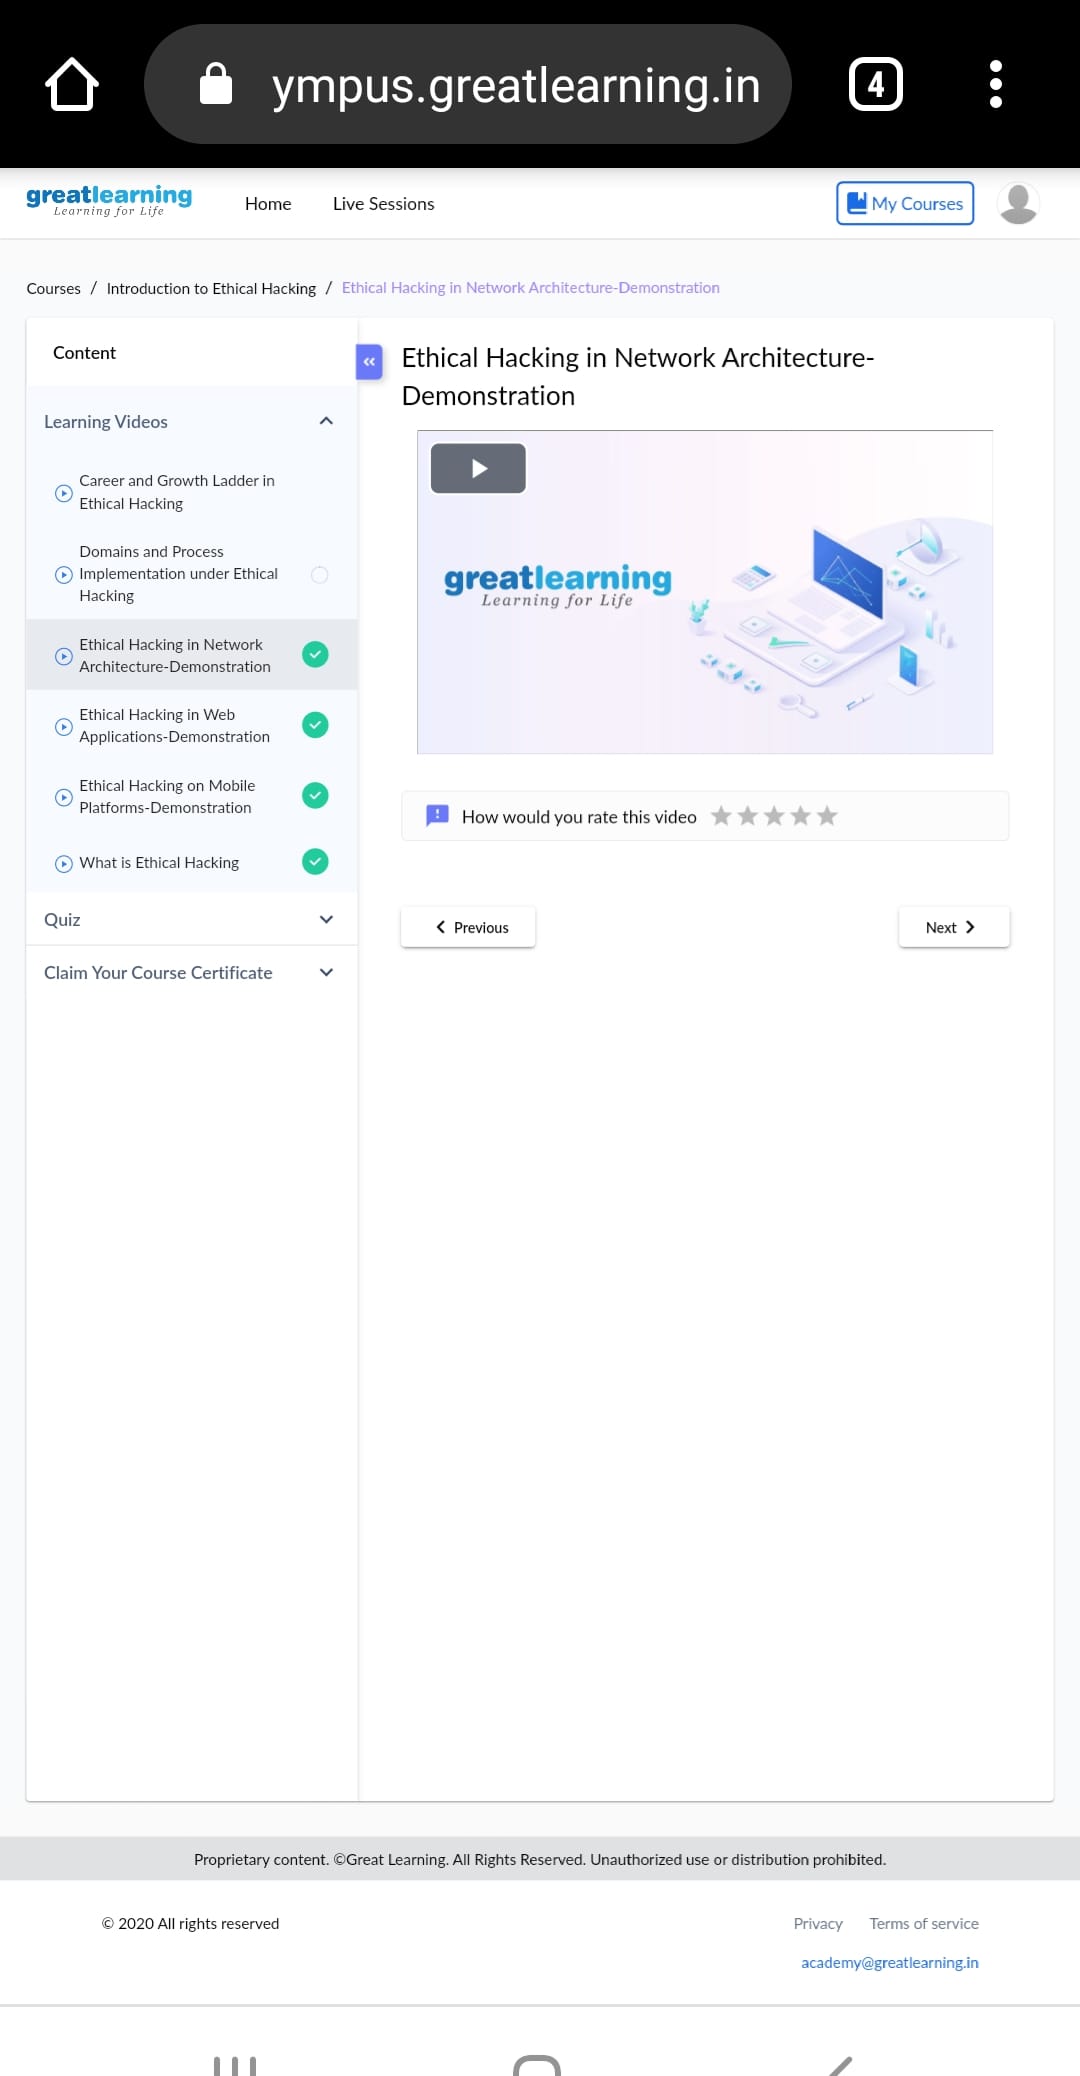 ympus.greatlearning.in
4
greatlearning
Learning for Life
Home
Live Sessions
My Courses
Courses / Introduction to Ethical Hacking / Ethical Hacking in Network Architecture-Demonstration
Content
Learning Videos
Career and Growth Ladder in
Ethical Hacking
Domains and Process
Implementation under Ethical
Hacking
Ethical Hacking in Network
Architecture-Demonstration
Ethical Hacking in Web
Applications-Demonstration
Ethical Hacking on Mobile
Platforms-Demonstration
What is Ethical Hacking
Quiz
Claim Your Course Certificate
Ethical Hacking in Network Architecture-
Demonstration
greatlearning
Learning for Life
How would you rate this video
Previous
Next
Proprietary content. ©Great Learning. All Rights Reserved. Unauthorized use or distribution prohibited.
© 2020 All rights reserved
Privacy
Terms of service
academy@greatlearning.in